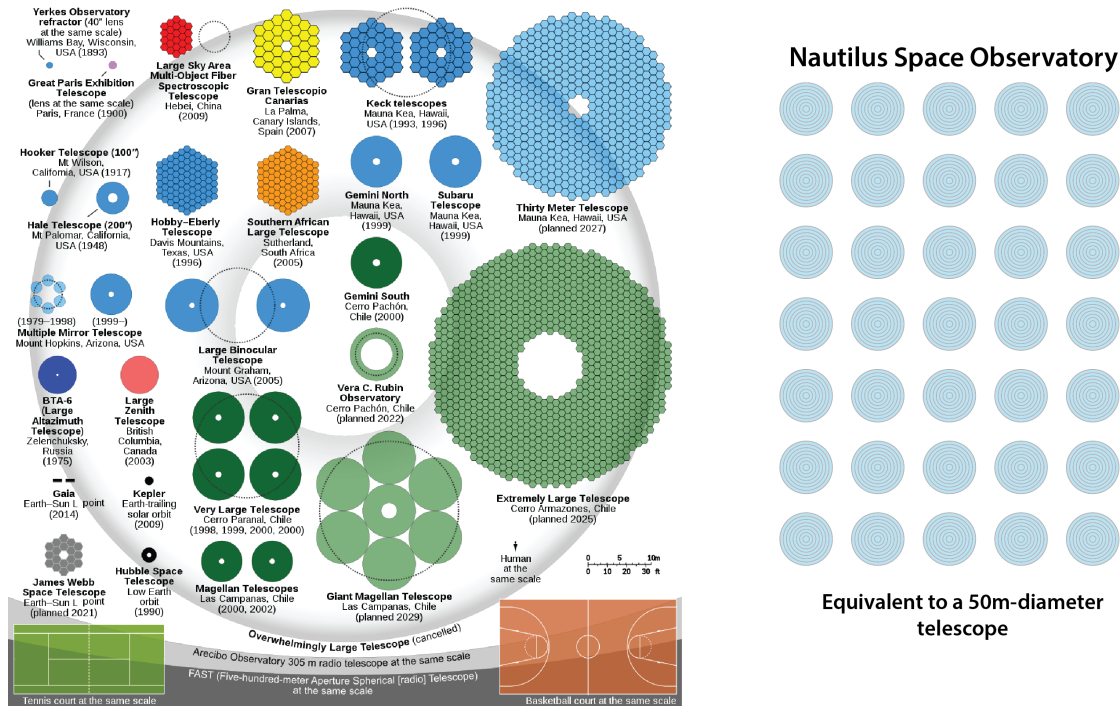 Yerkes Observatory
refractor (40″ lens
at the same scale)
Williams Bay, Wisconsin,
USA (1893)
Great Paris Exhibition
Telescope
(lens at the same scale)
Paris, France (1900)
Large Sky Area
Multi-Object Fiber
Spectroscopic
Telescope
Hebei, China
(2009)
Gran Telescopio
Canarias
La Palma,
Canary Islands,
Spain (2007)
Keck telescopes
Mauna Kea, Hawaii,
USA (1993, 1996)
Thirty Meter Telescope
Mauna Kea, Hawaii, USA
(planned 2027)
Hooker Telescope (100″)
Mt Wilson,
California, USA (1917)
Hale Telescope (200″)
Mt Palomar, California,
USA (1948)
Hobby–Eberly
Telescope
Davis Mountains,
Texas, USA
(1996)
Southern African
Large Telescope
Sutherland,
South Africa
(2005)
Gemini North
Mauna Kea,
Hawaii, USA
(1999)
Subaru
Telescope
Mauna Kea,
Hawaii, USA
(1999)
Gemini South
Cerro Pachón,
Chile (2000)
(1979–1998) (1999–)
Multiple Mirror Telescope
Mount Hopkins, Arizona, USA
Large Binocular
Telescope
Mount Graham,
Arizona, USA (2005)
Vera C. Rubin
Observatory
Cerro Pachón, Chile
(planned 2022)
BTA-6
(Large
Altazimuth
Telescope)
Zelenchuksky,
Russia
(1975)
Large
Zenith
Telescope
British
Columbia,
Canada
(2003)
Very Large Telescope
Cerro Paranal, Chile
(1998, 1999, 2000, 2000)
Extremely Large Telescope
Cerro Armazones, Chile
(planned 2025)
Gaia
Earth–Sun L point
(2014)
Kepler
Earth-trailing
solar orbit
(2009)
James Webb
Space Telescope
Earth–Sun L point
(planned 2021)
Hubble Space
Telescope
Low Earth
orbit
(1990)
Magellan Telescopes
Las Campanas, Chile
(2000, 2002)
Giant Magellan Telescope
Las Campanas, Chile
(planned 2029)
Human
at the
same scale
0 5 10m
0 10 20 30 ft
Overwhelmingly Large Telescope (cancelled)
Arecibo Observatory 305 m radio telescope at the same scale
FAST (Five-hundred-meter Aperture Spherical [radio] Telescope)
at the same scale
Tennis court at the same scale
Basketball court at the same scale
Nautilus Space Observatory
Equivalent to a 50m-diameter
telescope